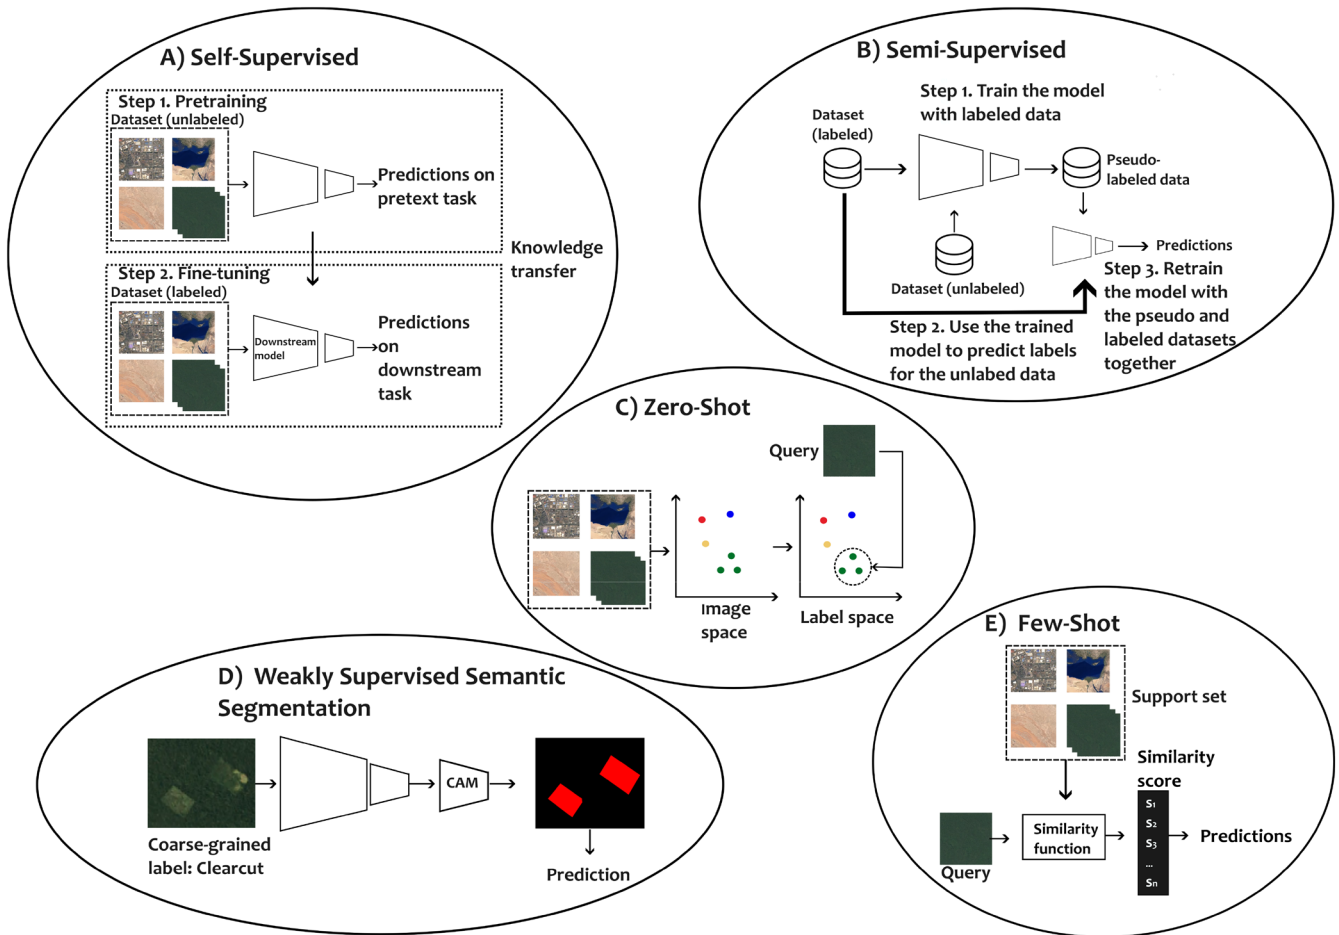 A) Self-Supervised
Step 1. Pretraining
Dataset (unlabeled)
Predictions on
pretext task
Knowledge
transfer
Step 2. Fine-tuning
Dataset (labeled)
Downstream
model
Predictions
on
downstream
task
B) Semi-Supervised
Step 1. Train the model
with labeled data
Dataset
(labeled)
Pseudo-
labeled data
Predictions
Dataset (unlabeled)
Step 2. Use the trained
model to predict labels
for the unlabed data
Step 3. Retrain
the model with
the pseudo and
labeled datasets
together
C) Zero-Shot
Query
Image
space
Label space
D) Weakly Supervised Semantic
Segmentation
CAM
Coarse-grained
label: Clearcut
Prediction
E) Few-Shot
Support set
Similarity
score
Similarity
function
Query
S1
S2
S3
...
Sn
Predictions